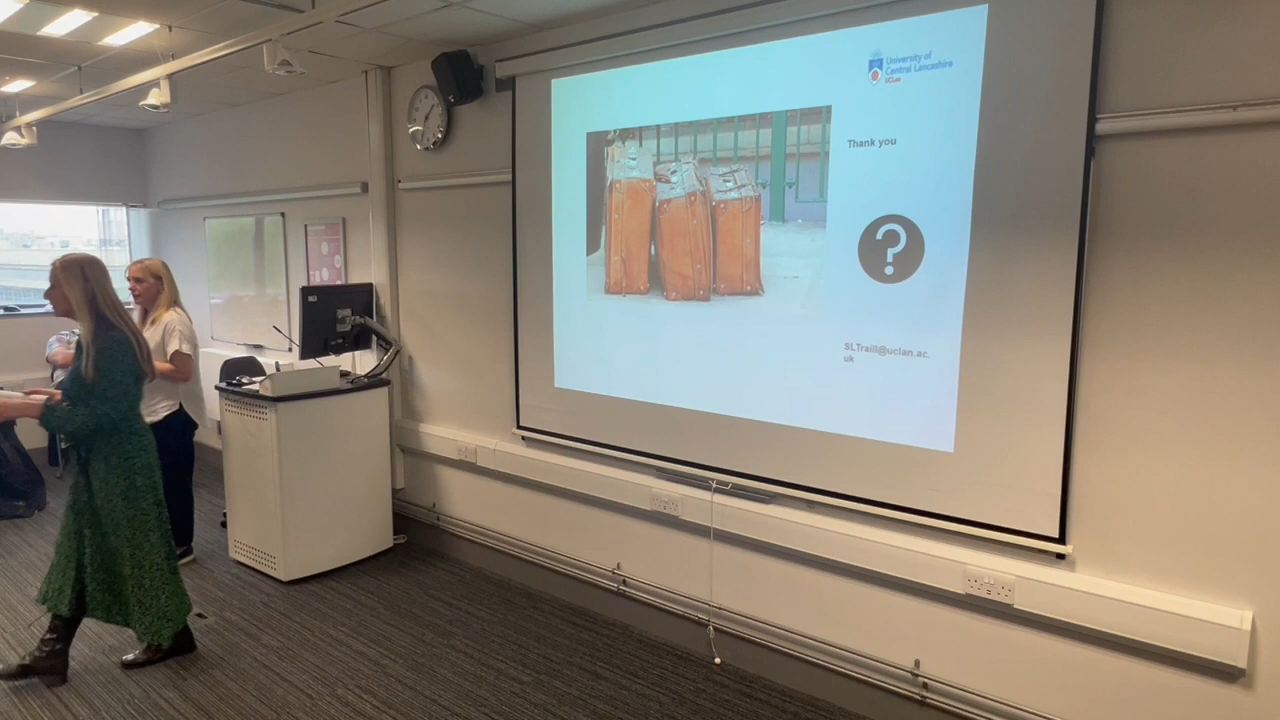 University of
Central Lancashire
UCLan
Thank you
?
SLTraill@uclan.ac.
uk